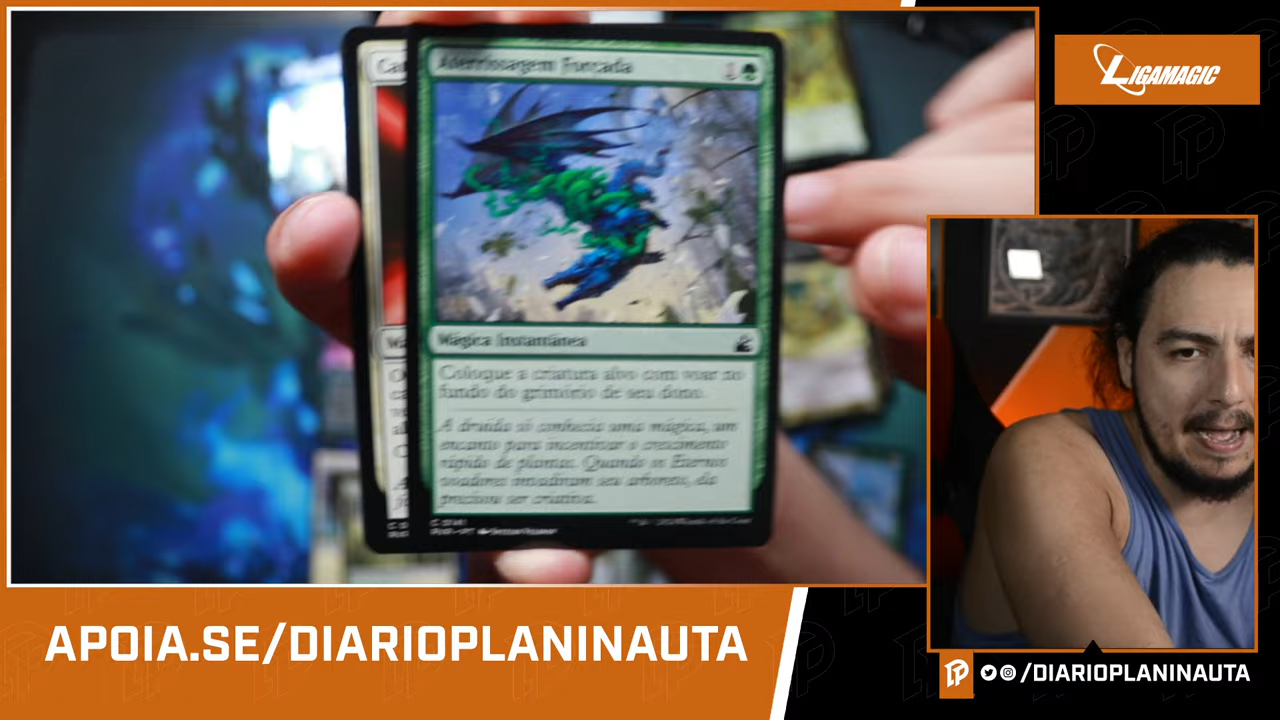 Aterrissagem Forçada
1
Mágica Instantânea
Coloque a criatura alvo com voar no
fundo do grimório de seu dono.
A druida só conhecia uma mágica, um
encanto para incentivar o crescimento
rápido de plantas. Quando os Eternos
voadores invadiram seu arboreto, ela
precisou ser criativa.
LIGAMAGIC
APOIA.SE/DIARIOPLANINAUTA
/DIARIOPLANINAUTA